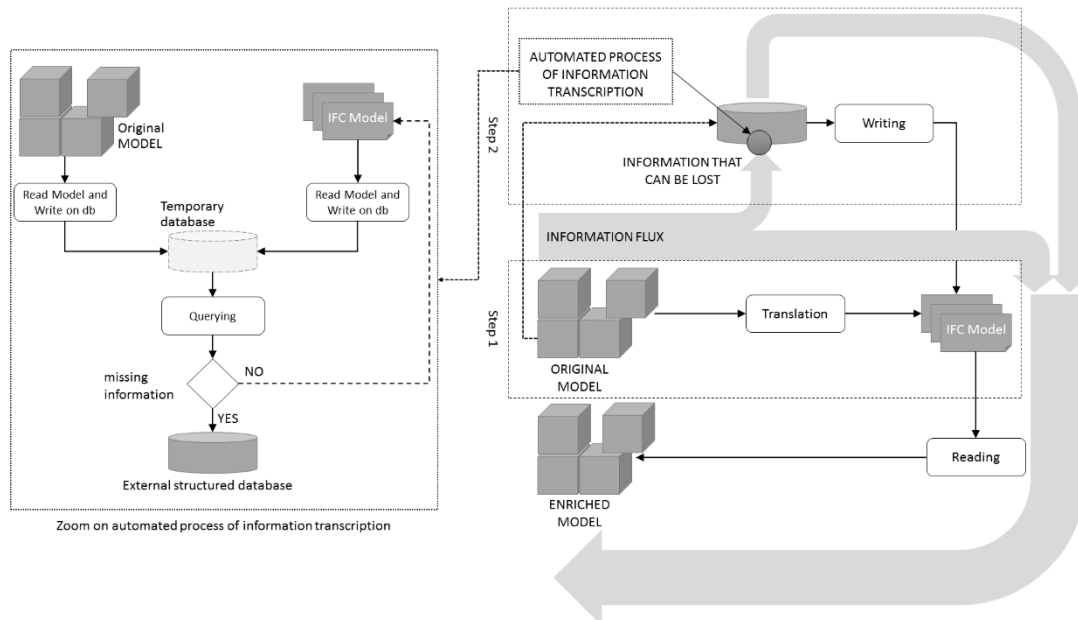 Original
MODEL
IFC Model
Read Model and
Write on db
Read Model and
Write on db
Temporary
database
Querying
missing
information
NO
YES
External structured database
Zoom on automated process of information transcription
Step 2
AUTOMATED PROCESS
OF INFORMATION
TRANSCRIPTION
Writing
INFORMATION THAT
CAN BE LOST
INFORMATION FLUX
Step 1
Translation
IFC Model
ORIGINAL
MODEL
Reading
ENRICHED
MODEL